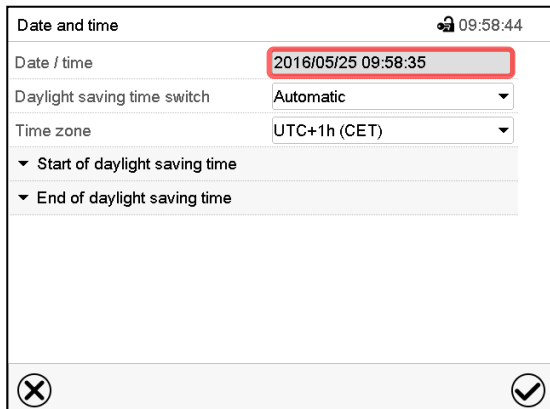 Date and time 09:58:44
Date / time 2016/05/25 09:58:35
Daylight saving time switch Automatic
Time zone UTC+1h (CET)
Start of daylight saving time
End of daylight saving time